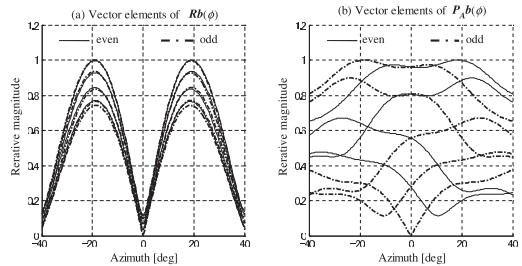 (a) Vector elements of Rb(ϕ)
1.2
even
odd
1
0.8
0.6
0.4
0.2
0
Rerative magnitude
−40 −20 0 20 40
Azimuth [deg]
(b) Vector elements of P_A b(ϕ)
1.2
even
odd
1
0.8
0.6
0.4
0.2
0
Rerative magnitude
−40 −20 0 20 40
Azimuth [deg]